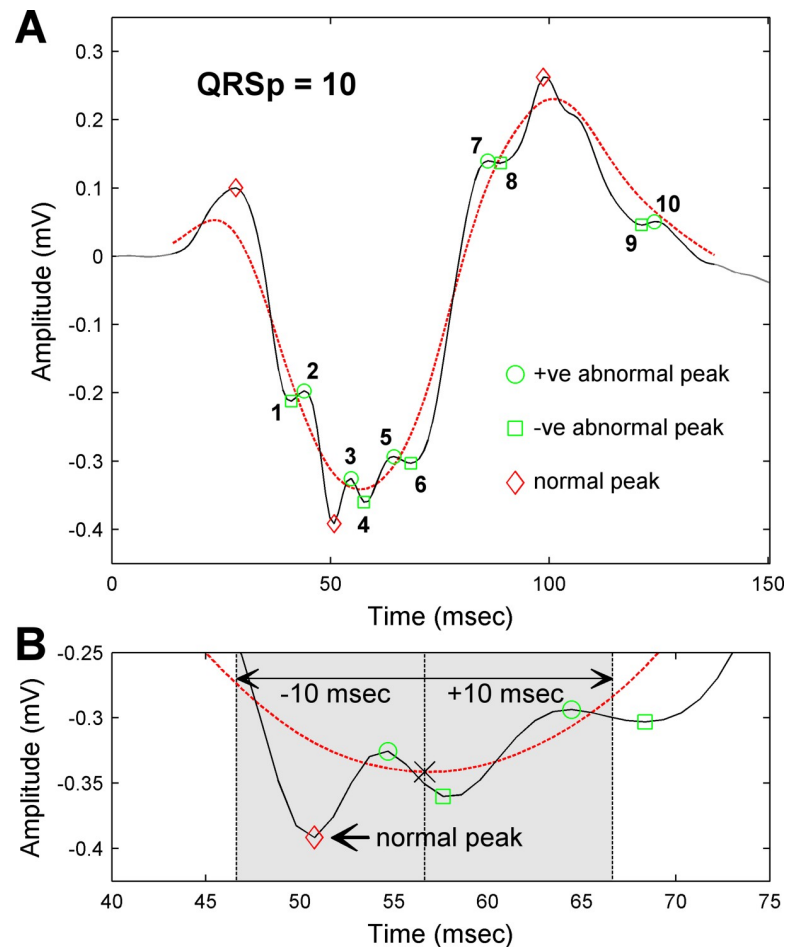 A
QRSp = 10
Amplitude (mV)
0.3
0.2
0.1
0
-0.1
-0.2
-0.3
-0.4
1
2
3
4
5
6
7
8
9
10
+ve abnormal peak
-ve abnormal peak
normal peak
0 50 100 150
Time (msec)
B
Amplitude (mV)
-0.25
-0.3
-0.35
-0.4
-10 msec +10 msec
normal peak
40 45 50 55 60 65 70 75
Time (msec)